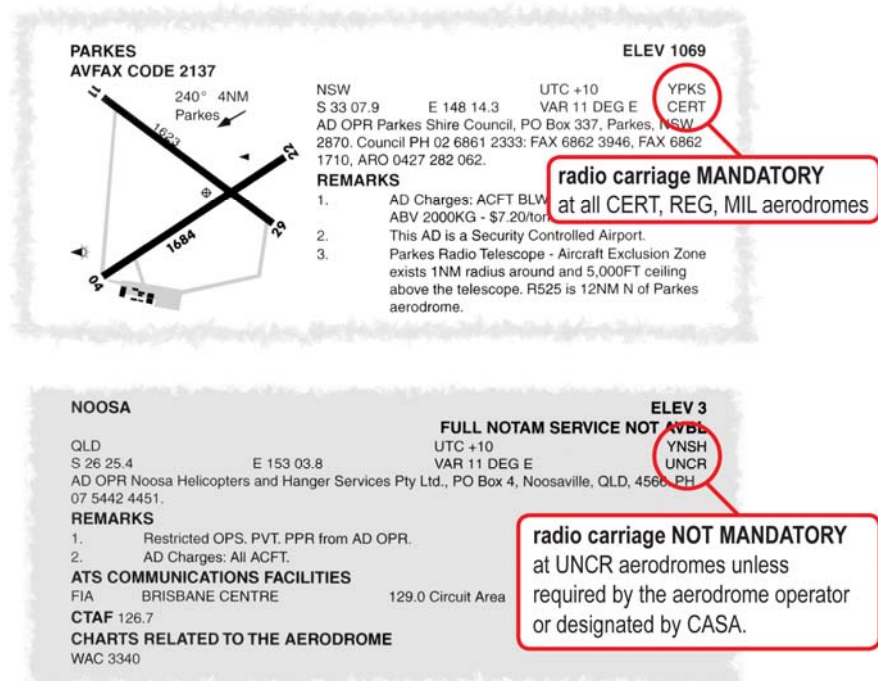 PARKES ELEV 1069
AVFAX CODE 2137
11
240° 4NM
Parkes
1623
22
1684
29
04
NSW UTC +10 YPKS
S 33 07.9 E 148 14.3 VAR 11 DEG E CERT
AD OPR Parkes Shire Council, PO Box 337, Parkes, NSW
2870. Council PH 02 6861 2333: FAX 6862 3946, FAX 6862
1710, ARO 0427 282 062.
REMARKS
1. AD Charges: ACFT BLW
ABV 2000KG - $7.20/ton
2. This AD is a Security Controlled Airport.
3. Parkes Radio Telescope - Aircraft Exclusion Zone
exists 1NM radius around and 5,000FT ceiling
above the telescope. R525 is 12NM N of Parkes
aerodrome.
radio carriage MANDATORY
at all CERT, REG, MIL aerodromes
NOOSA ELEV 3
FULL NOTAM SERVICE NOT AVBL
QLD UTC +10 YNSH
S 26 25.4 E 153 03.8 VAR 11 DEG E UNCR
AD OPR Noosa Helicopters and Hanger Services Pty Ltd., PO Box 4, Noosaville, QLD, 4566. PH
07 5442 4451.
REMARKS
1. Restricted OPS. PVT. PPR from AD OPR.
2. AD Charges: All ACFT.
ATS COMMUNICATIONS FACILITIES
FIA BRISBANE CENTRE 129.0 Circuit Area
CTAF 126.7
CHARTS RELATED TO THE AERODROME
WAC 3340
radio carriage NOT MANDATORY
at UNCR aerodromes unless
required by the aerodrome operator
or designated by CASA.